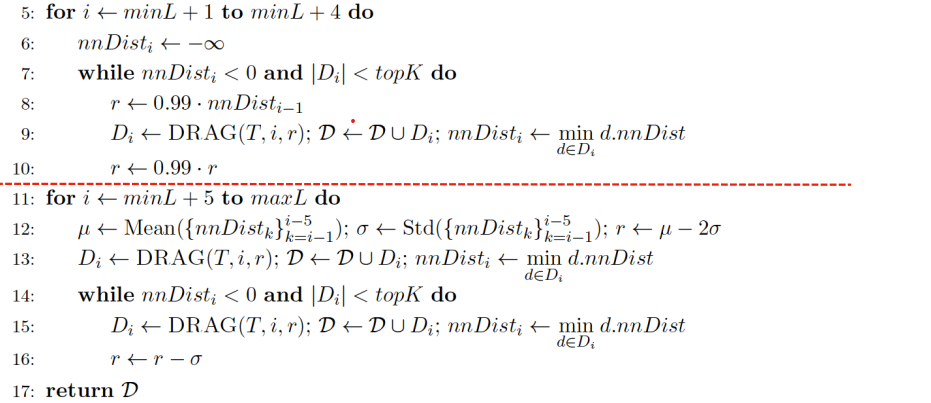 5: for i ← minL + 1 to minL + 4 do
6: nnDist_i ← −∞
7: while nnDist_i < 0 and |D_i| < topK do
8: r ← 0.99 · nnDist_{i−1}
9: D_i ← DRAG(T, i, r); 𝒟 ← 𝒟 ∪ D_i; nnDist_i ← min_{d∈D_i} d.nnDist
10: r ← 0.99 · r
11: for i ← minL + 5 to maxL do
12: μ ← Mean({nnDist_k}_{k=i−1}^{i−5}); σ ← Std({nnDist_k}_{k=i−1}^{i−5}); r ← μ − 2σ
13: D_i ← DRAG(T, i, r); 𝒟 ← 𝒟 ∪ D_i; nnDist_i ← min_{d∈D_i} d.nnDist
14: while nnDist_i < 0 and |D_i| < topK do
15: D_i ← DRAG(T, i, r); 𝒟 ← 𝒟 ∪ D_i; nnDist_i ← min_{d∈D_i} d.nnDist
16: r ← r − σ
17: return 𝒟